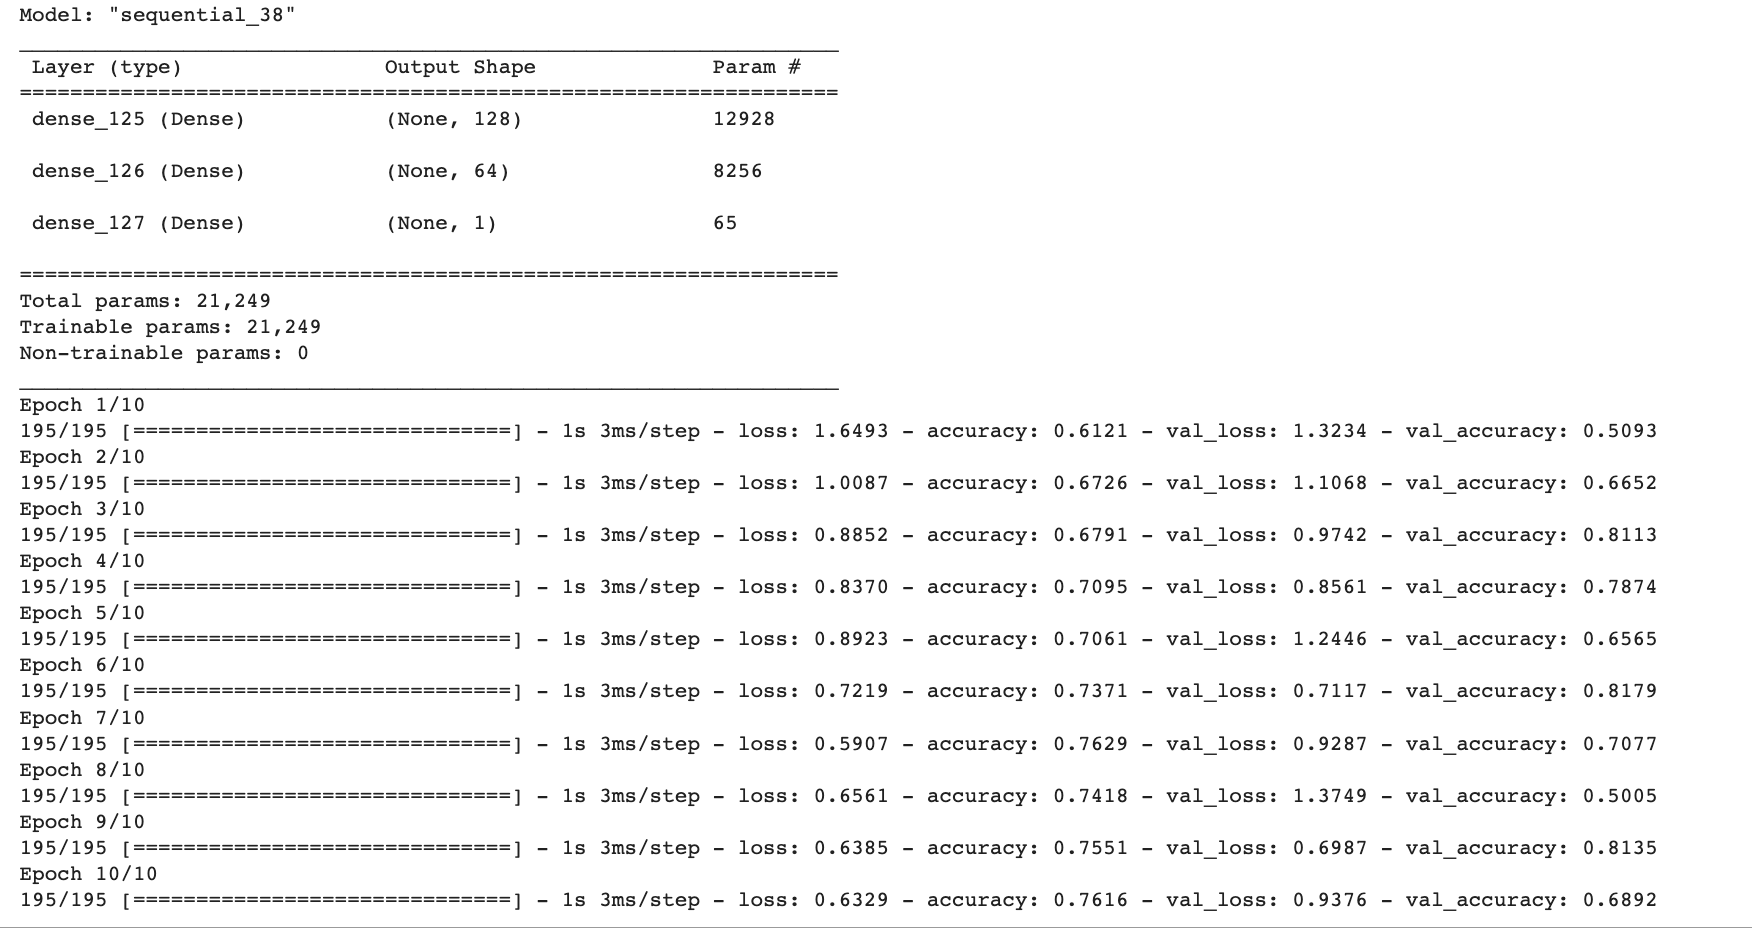 Model: "sequential_38"
_________________________________________________________________
Layer (type)                Output Shape              Param #
=================================================================
dense_125 (Dense)           (None, 128)               12928
dense_126 (Dense)           (None, 64)                8256
dense_127 (Dense)           (None, 1)                 65
=================================================================
Total params: 21,249
Trainable params: 21,249
Non-trainable params: 0
_________________________________________________________________
Epoch 1/10
195/195 [==============================] - 1s 3ms/step - loss: 1.6493 - accuracy: 0.6121 - val_loss: 1.3234 - val_accuracy: 0.5093
Epoch 2/10
195/195 [==============================] - 1s 3ms/step - loss: 1.0087 - accuracy: 0.6726 - val_loss: 1.1068 - val_accuracy: 0.6652
Epoch 3/10
195/195 [==============================] - 1s 3ms/step - loss: 0.8852 - accuracy: 0.6791 - val_loss: 0.9742 - val_accuracy: 0.8113
Epoch 4/10
195/195 [==============================] - 1s 3ms/step - loss: 0.8370 - accuracy: 0.7095 - val_loss: 0.8561 - val_accuracy: 0.7874
Epoch 5/10
195/195 [==============================] - 1s 3ms/step - loss: 0.8923 - accuracy: 0.7061 - val_loss: 1.2446 - val_accuracy: 0.6565
Epoch 6/10
195/195 [==============================] - 1s 3ms/step - loss: 0.7219 - accuracy: 0.7371 - val_loss: 0.7117 - val_accuracy: 0.8179
Epoch 7/10
195/195 [==============================] - 1s 3ms/step - loss: 0.5907 - accuracy: 0.7629 - val_loss: 0.9287 - val_accuracy: 0.7077
Epoch 8/10
195/195 [==============================] - 1s 3ms/step - loss: 0.6561 - accuracy: 0.7418 - val_loss: 1.3749 - val_accuracy: 0.5005
Epoch 9/10
195/195 [==============================] - 1s 3ms/step - loss: 0.6385 - accuracy: 0.7551 - val_loss: 0.6987 - val_accuracy: 0.8135
Epoch 10/10
195/195 [==============================] - 1s 3ms/step - loss: 0.6329 - accuracy: 0.7616 - val_loss: 0.9376 - val_accuracy: 0.6892